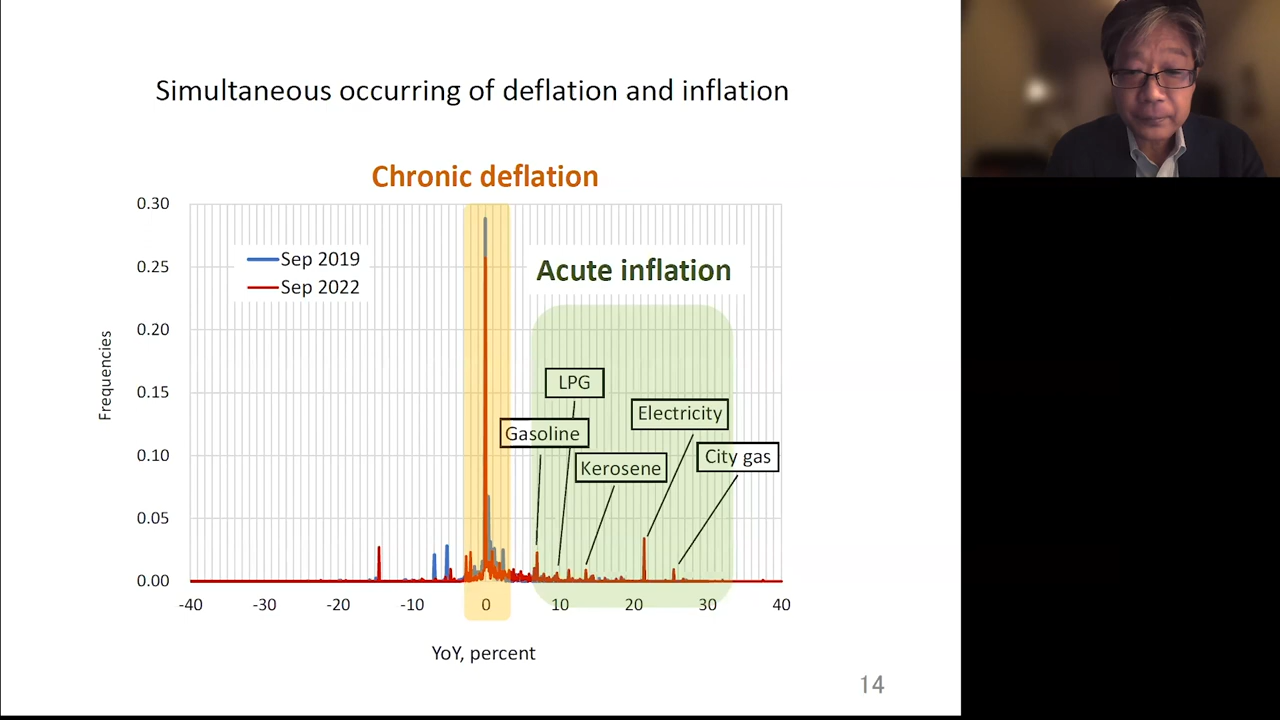 Simultaneous occurring of deflation and inflation
Chronic deflation
0.30
0.25
0.20
0.15
0.10
0.05
0.00
Frequencies
Sep 2019
Sep 2022
Acute inflation
LPG
Gasoline
Electricity
Kerosene
City gas
-40 -30 -20 -10 0 10 20 30 40
YoY, percent
14